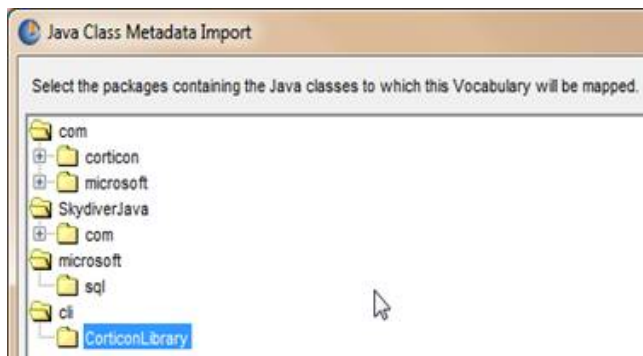 Java Class Metadata Import
Select the packages containing the Java classes to which this Vocabulary will be mapped.
com
corticon
microsoft
SkydiverJava
com
microsoft
sql
cli
CorticonLibrary